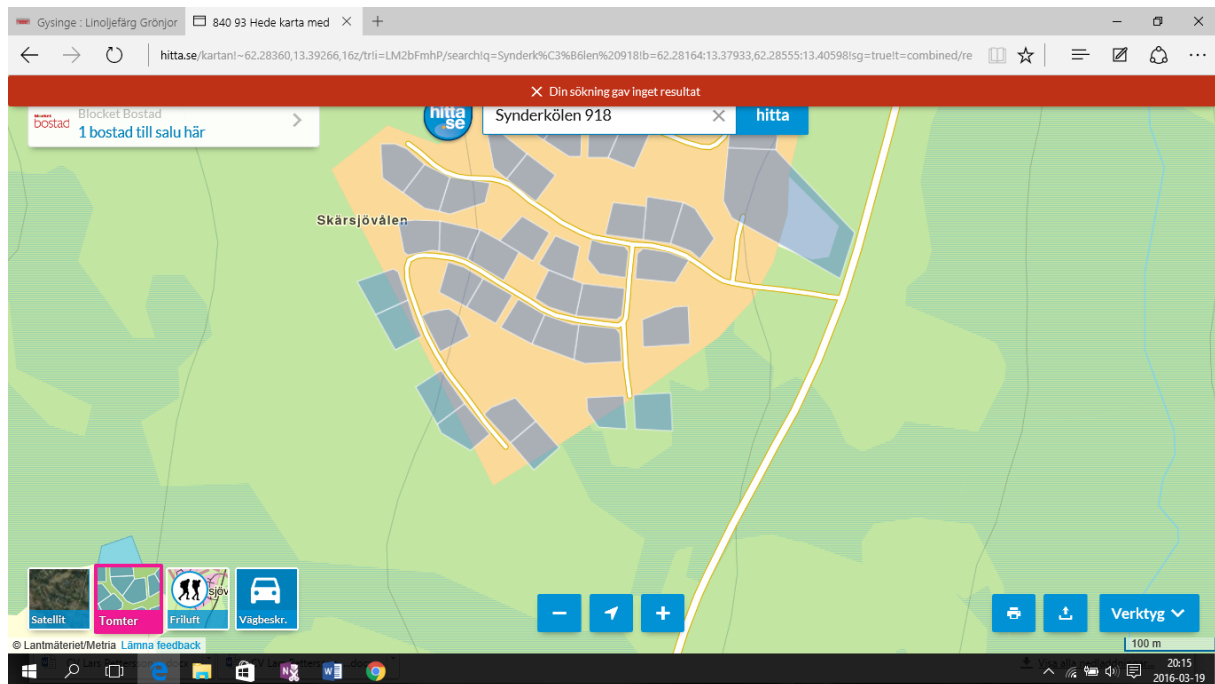 Gysinge : Linoljefärg Grönjor
840 93 Hede karta med
hitta.se/kartan!~62.28360,13.39266,16z/trli=LM2bFmhP/search!q=Synderk%C3%B6len%20918!b=62.28164:13.37933,62.28555:13.40598!sg=true!t=combined/re
Din sökning gav inget resultat
Blocket Bostad
bostad
1 bostad till salu här
hitta
.se
Synderkölen 918
hitta
Skärsjövålen
sjöv
Satellit
Tomter
Friluft
Vägbeskr.
Verktyg
© Lantmäteriet/Metria Lämna feedback
100 m
20:15
2016-03-19